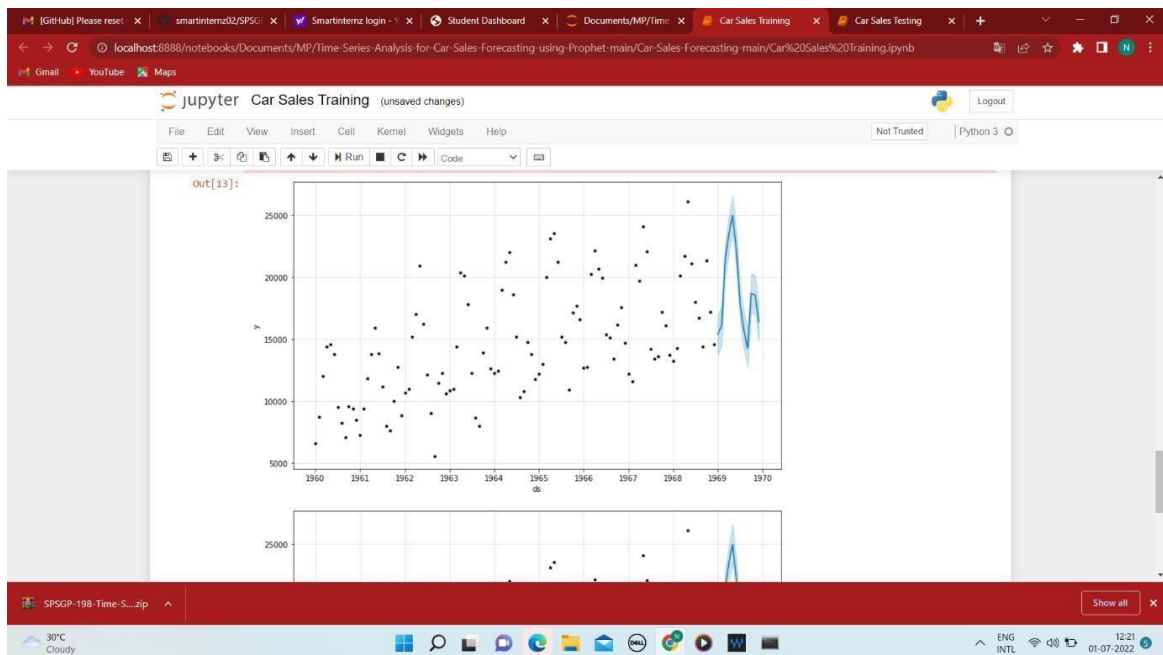 [GitHub] Please reset
smartinternz02/SPSG
Smartinternz login - Y
Student Dashboard
Documents/MP/Time
Car Sales Training
Car Sales Testing
localhost:8888/notebooks/Documents/MP/Time-Series-Analysis-for-Car-Sales-Forecasting-using-Prophet-main/Car-Sales-Forecasting-main/Car%20Sales%20Training.ipynb
N
Gmail
YouTube
Maps
jupyter Car Sales Training (unsaved changes)
Logout
File Edit View Insert Cell Kernel Widgets Help
Not Trusted
Python 3
Run
Code
Out[13]:
25000
20000
15000
10000
5000
y
1960 1961 1962 1963 1964 1965 1966 1967 1968 1969 1970
ds
25000
SPSGP-198-Time-S....zip
Show all
30°C
Cloudy
DELL
N
W
ENG
INTL
12:21
01-07-2022
5